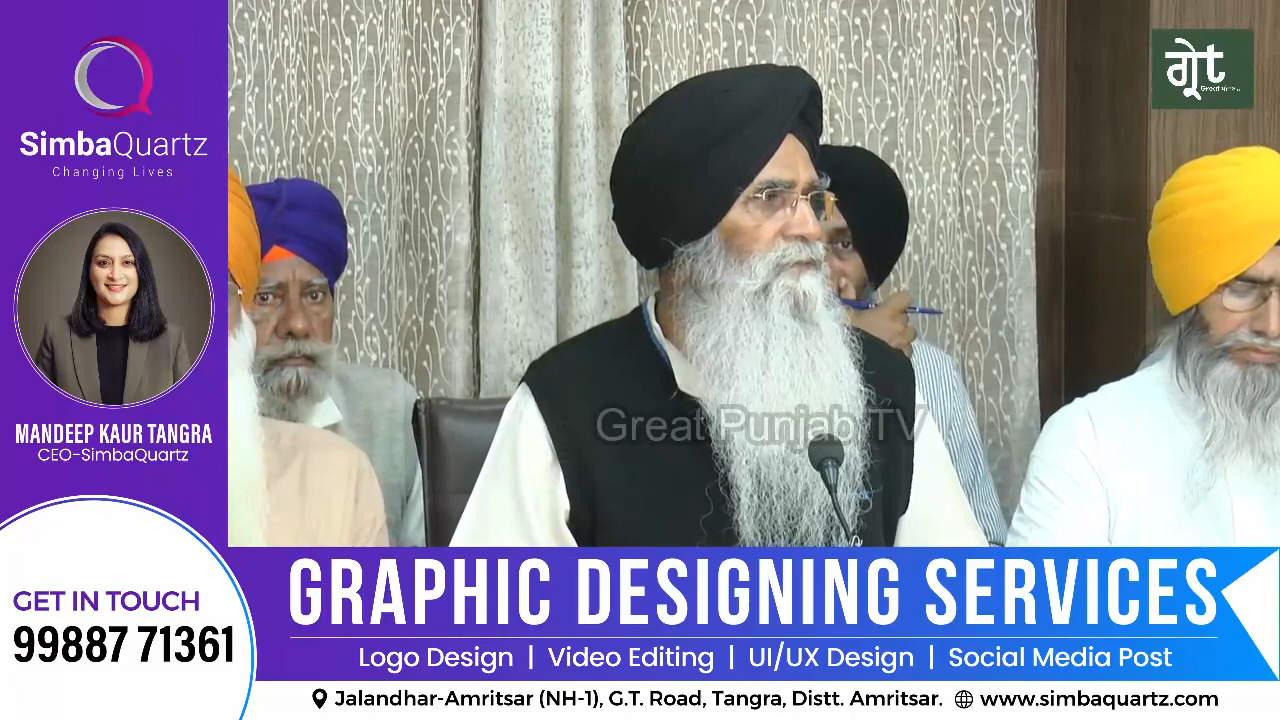 SimbaQuartz
Changing Lives
MANDEEP KAUR TANGRA
CEO-SimbaQuartz
GET IN TOUCH
99887 71361
ਗ੍ਰੇt
Great
Great Punjab TV
GRAPHIC DESIGNING SERVICES
Logo Design | Video Editing | UI/UX Design | Social Media Post
Jalandhar-Amritsar (NH-1), G.T. Road, Tangra, Distt. Amritsar. www.simbaquartz.com